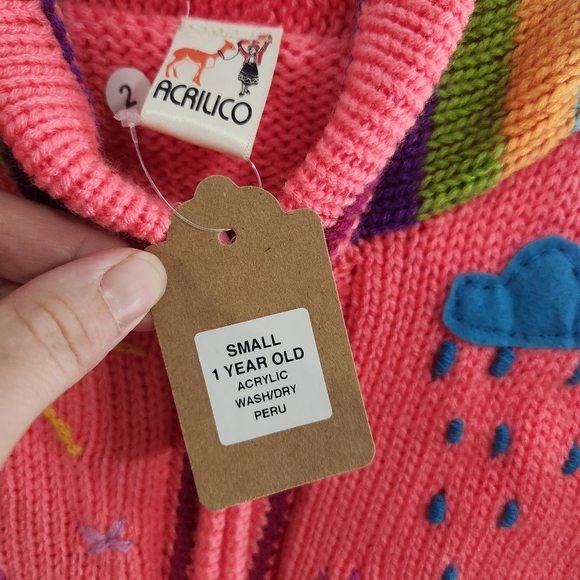 2
ACRILICO
SMALL
1 YEAR OLD
ACRYLIC
WASH/DRY
PERU